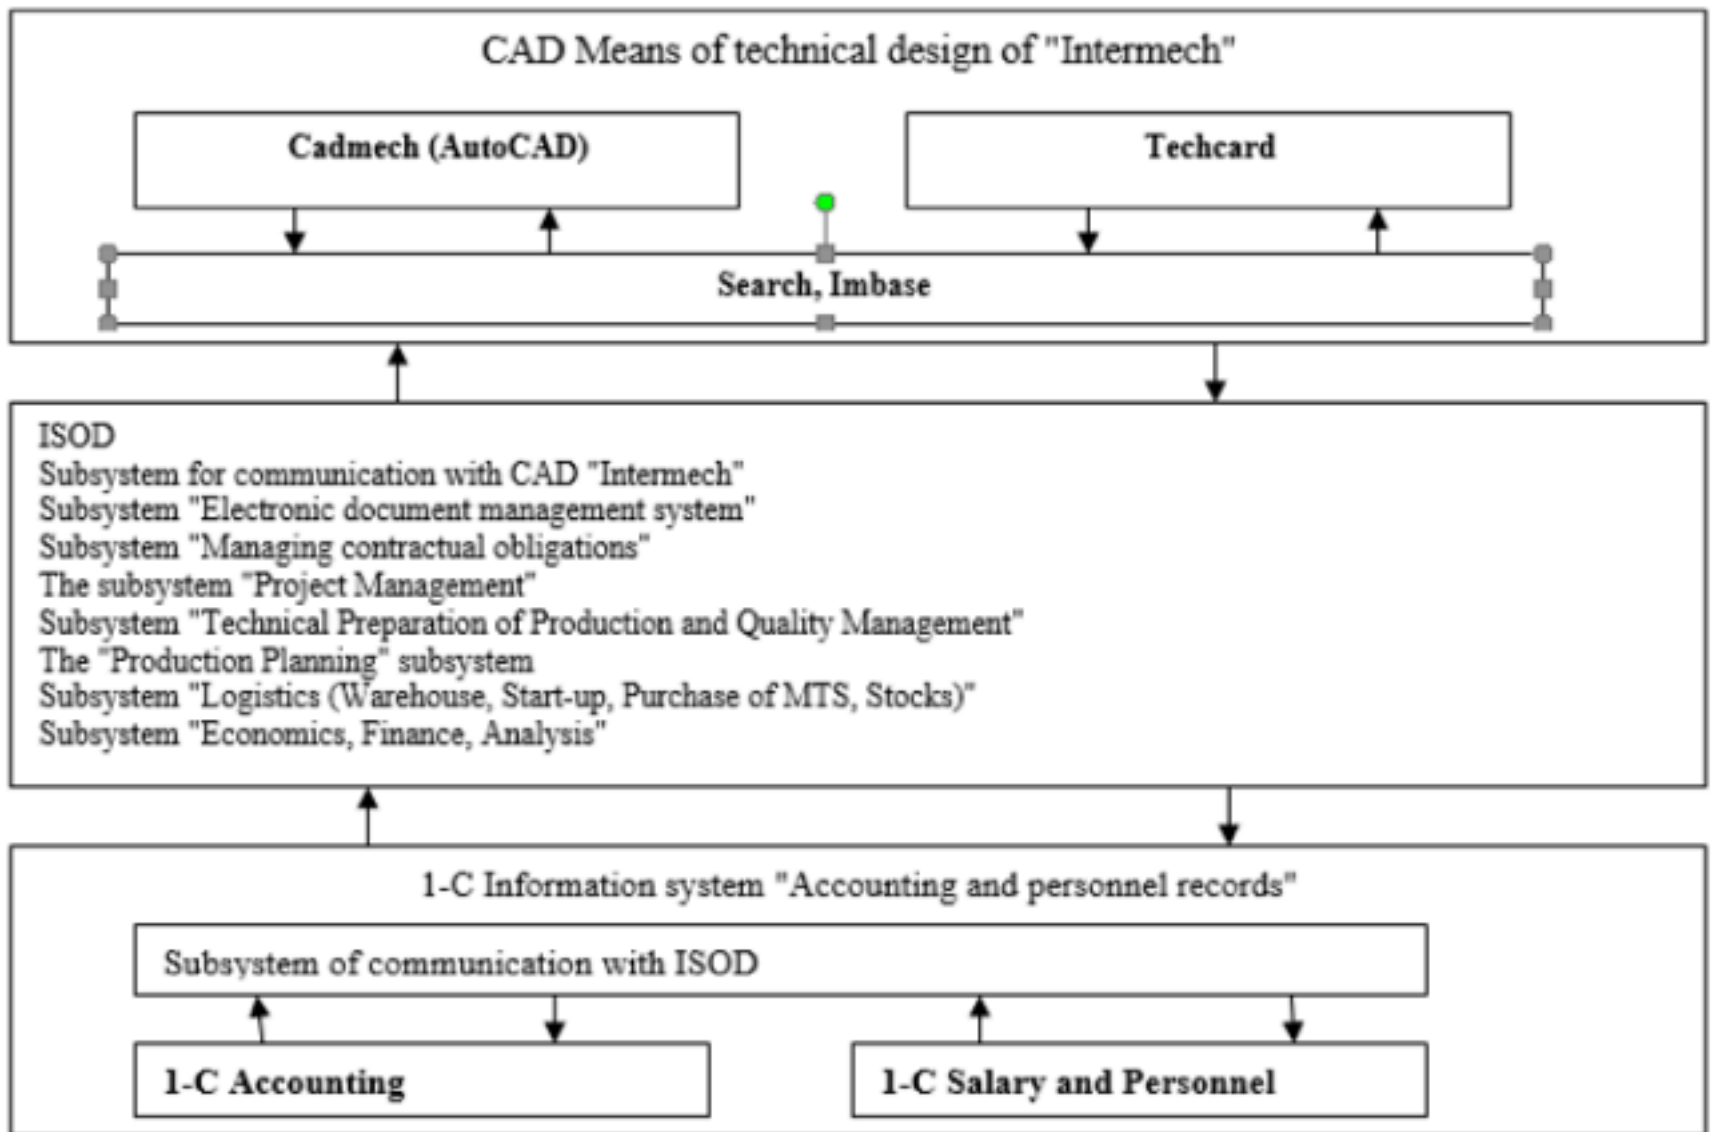 CAD Means of technical design of "Intermech"
Cadmech (AutoCAD)
Techcard
Search, Imbase
ISOD
Subsystem for communication with CAD "Intermech"
Subsystem "Electronic document management system"
Subsystem "Managing contractual obligations"
The subsystem "Project Management"
Subsystem "Technical Preparation of Production and Quality Management"
The "Production Planning" subsystem
Subsystem "Logistics (Warehouse, Start-up, Purchase of MTS, Stocks)"
Subsystem "Economics, Finance, Analysis"
1-C Information system "Accounting and personnel records"
Subsystem of communication with ISOD
1-C Accounting
1-C Salary and Personnel